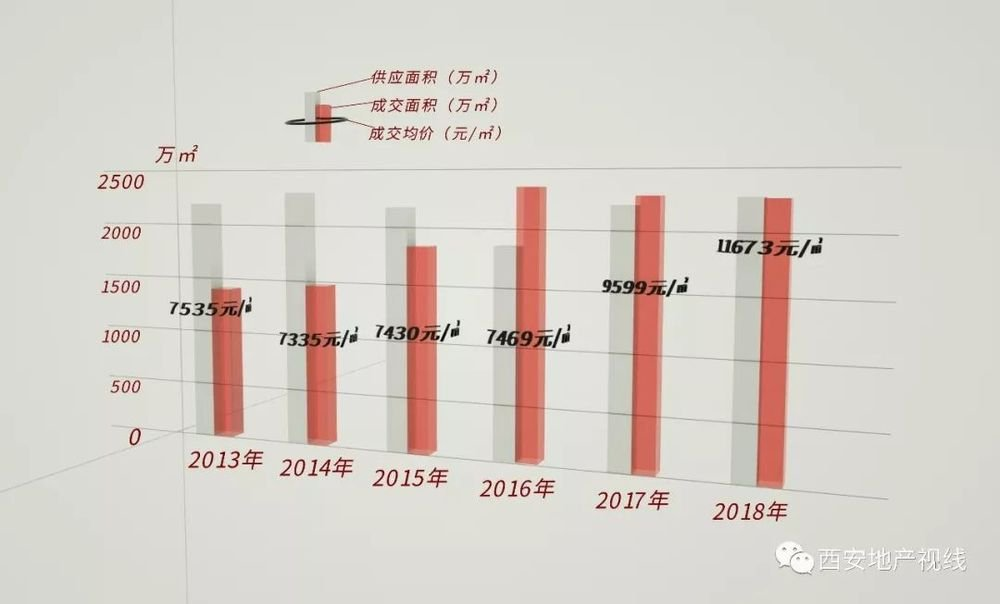 供应面积（万㎡）
成交面积（万㎡）
成交均价（元/㎡）
万㎡
2500
2000
1500
1000
500
0
7535元/㎡
7335元/㎡
7430元/㎡
7469元/㎡
9599元/㎡
11673元/㎡
2013年
2014年
2015年
2016年
2017年
2018年
西安地产视线